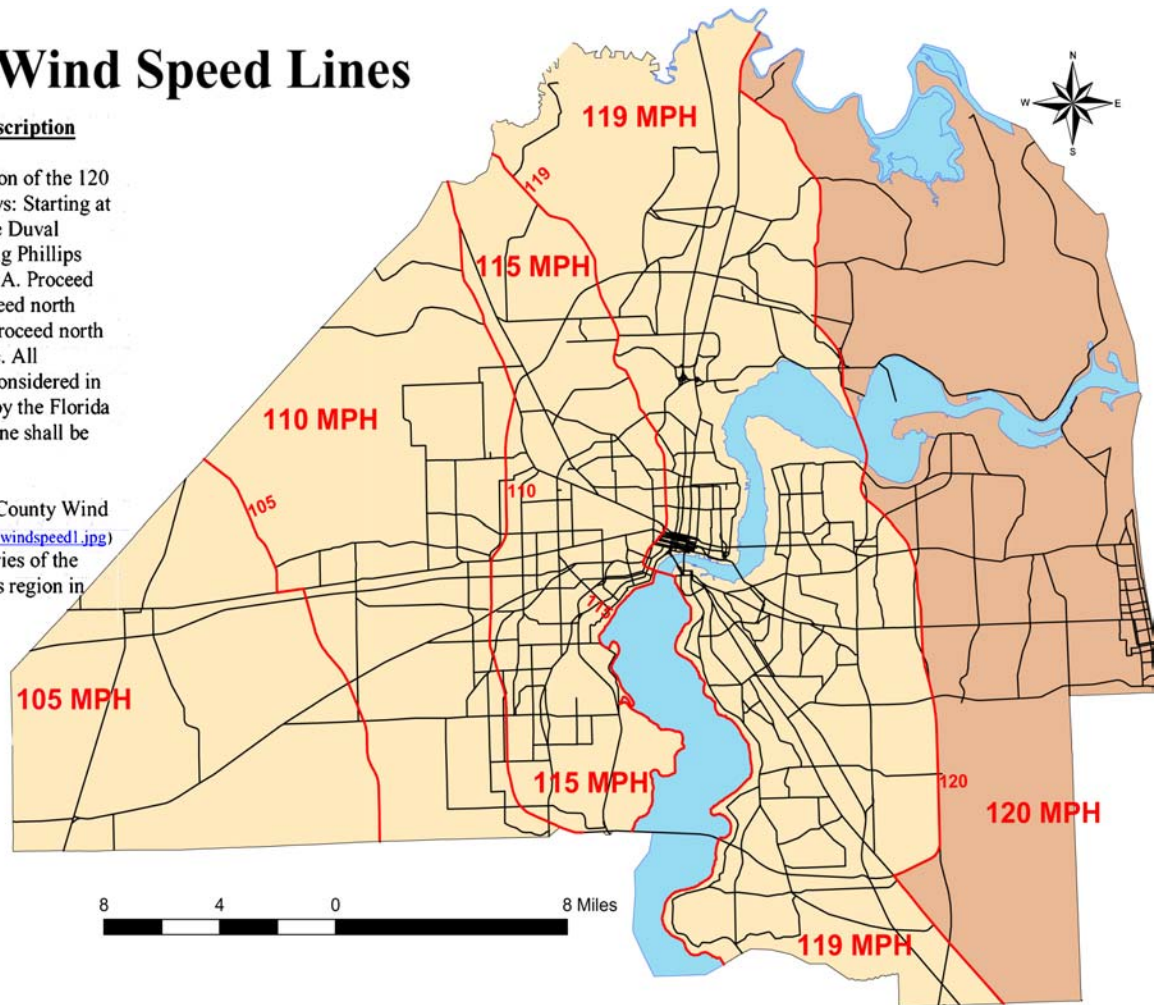 Wind Speed Lines
scription
on of the 120
ys: Starting at
e Duval
g Phillips
A. Proceed
eed north
roceed north
e. All
onsidered in
by the Florida
ne shall be
County Wind
windspeed1.jpg)
ries of the
s region in
N
W E
S
119 MPH
119
115 MPH
110 MPH
105
110
115
105 MPH
115 MPH
120
120 MPH
8 4 0 8 Miles
119 MPH